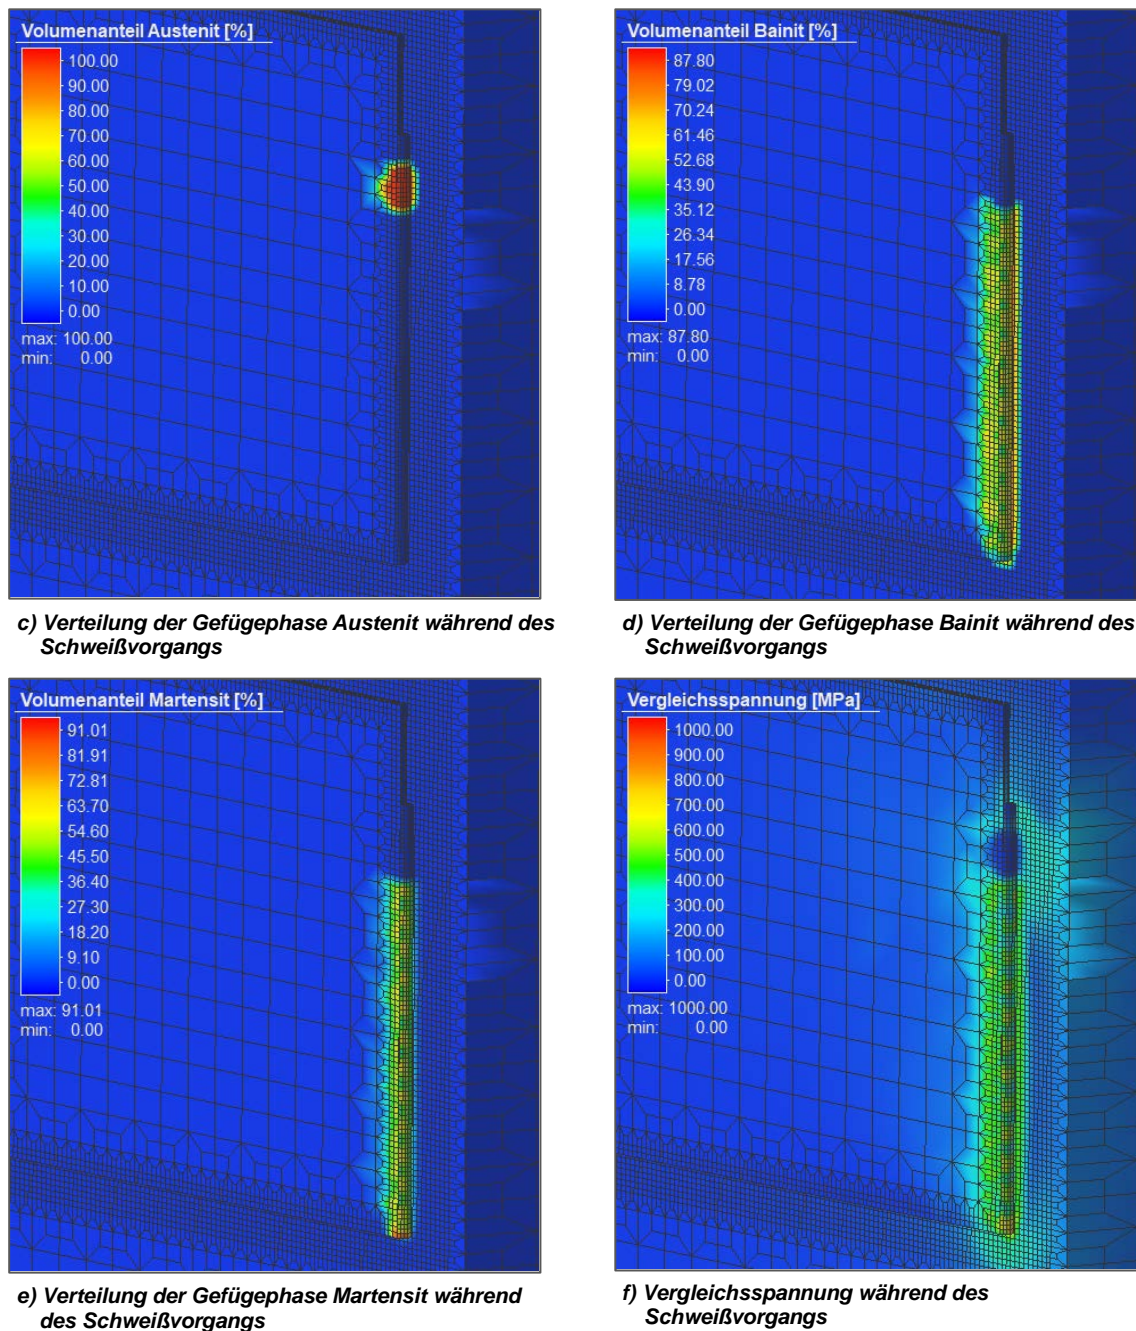 Volumenanteil Austenit [%]
100.00
90.00
80.00
70.00
60.00
50.00
40.00
30.00
20.00
10.00
0.00
max: 100.00
min: 0.00
c) Verteilung der Gefügephase Austenit während des
Schweißvorgangs
Volumenanteil Bainit [%]
87.80
79.02
70.24
61.46
52.68
43.90
35.12
26.34
17.56
8.78
0.00
max: 87.80
min: 0.00
d) Verteilung der Gefügephase Bainit während des
Schweißvorgangs
Volumenanteil Martensit [%]
91.01
81.91
72.81
63.70
54.60
45.50
36.40
27.30
18.20
9.10
0.00
max: 91.01
min: 0.00
e) Verteilung der Gefügephase Martensit während
des Schweißvorgangs
Vergleichsspannung [MPa]
1000.00
900.00
800.00
700.00
600.00
500.00
400.00
300.00
200.00
100.00
0.00
max: 1000.00
min: 0.00
f) Vergleichsspannung während des
Schweißvorgangs